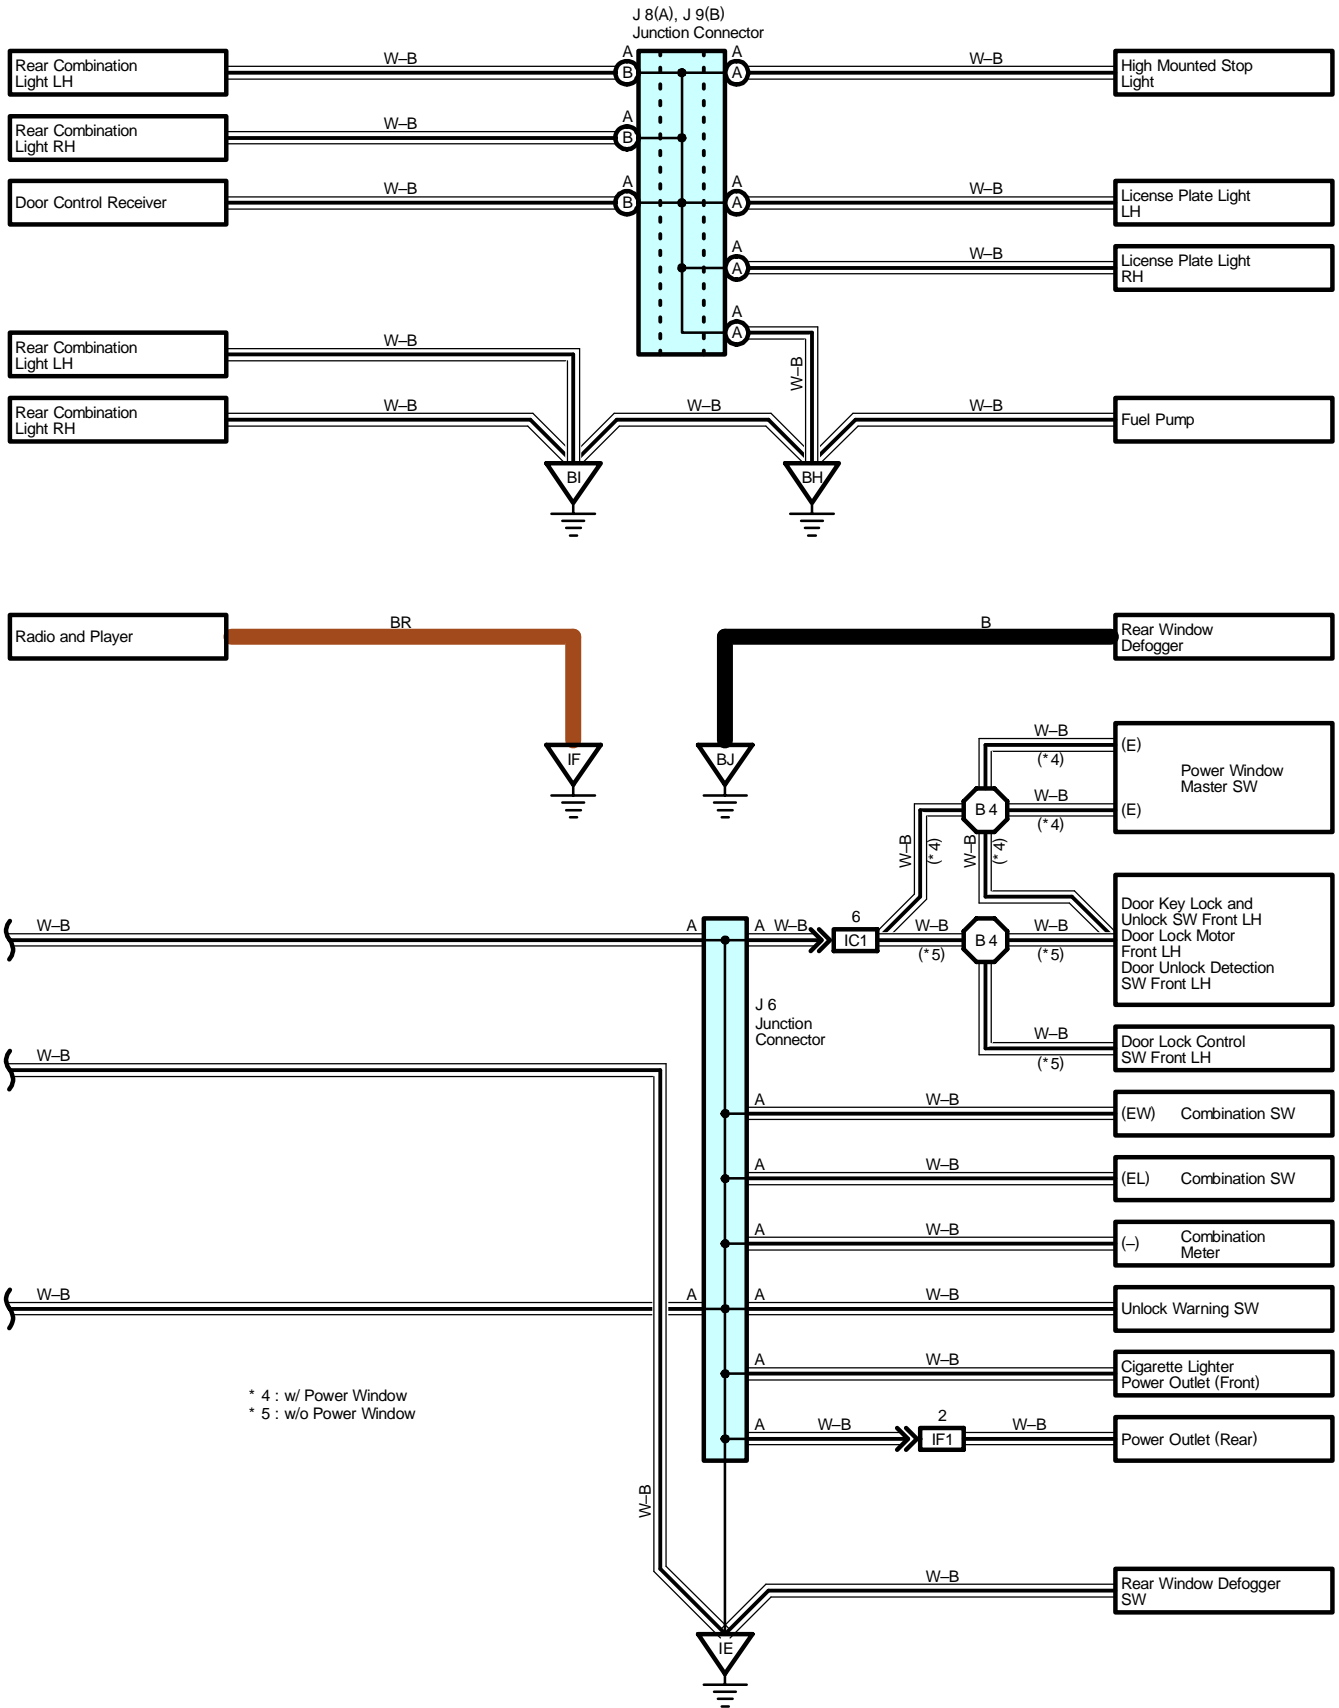 J 8(A), J 9(B)
Junction Connector
Rear Combination
Light LH
W–B
A
B
A
A
W–B
High Mounted Stop
Light
Rear Combination
Light RH
W–B
A
B
Door Control Receiver
W–B
A
B
A
A
W–B
License Plate Light
LH
A
A
W–B
License Plate Light
RH
A
A
W–B
Rear Combination
Light LH
W–B
Rear Combination
Light RH
W–B
W–B
W–B
Fuel Pump
BI
BH
Radio and Player
BR
B
Rear Window
Defogger
IF
BJ
W–B
(*4)
(E)
Power Window
Master SW
B 4
W–B
(*4)
(E)
W–B
(*4)
W–B
(*4)
W–B
A
A
W–B
6
IC1
W–B
(*5)
B 4
W–B
(*5)
Door Key Lock and
Unlock SW Front LH
Door Lock Motor
Front LH
Door Unlock Detection
SW Front LH
J 6
Junction
Connector
W–B
(*5)
Door Lock Control
SW Front LH
W–B
A
W–B
(EW) Combination SW
A
W–B
(EL) Combination SW
A
W–B
(–) Combination
Meter
W–B
A
A
W–B
Unlock Warning SW
A
W–B
Cigarette Lighter
Power Outlet (Front)
* 4 : w/ Power Window
* 5 : w/o Power Window
A
W–B
2
IF1
W–B
Power Outlet (Rear)
W–B
W–B
Rear Window Defogger
SW
IE